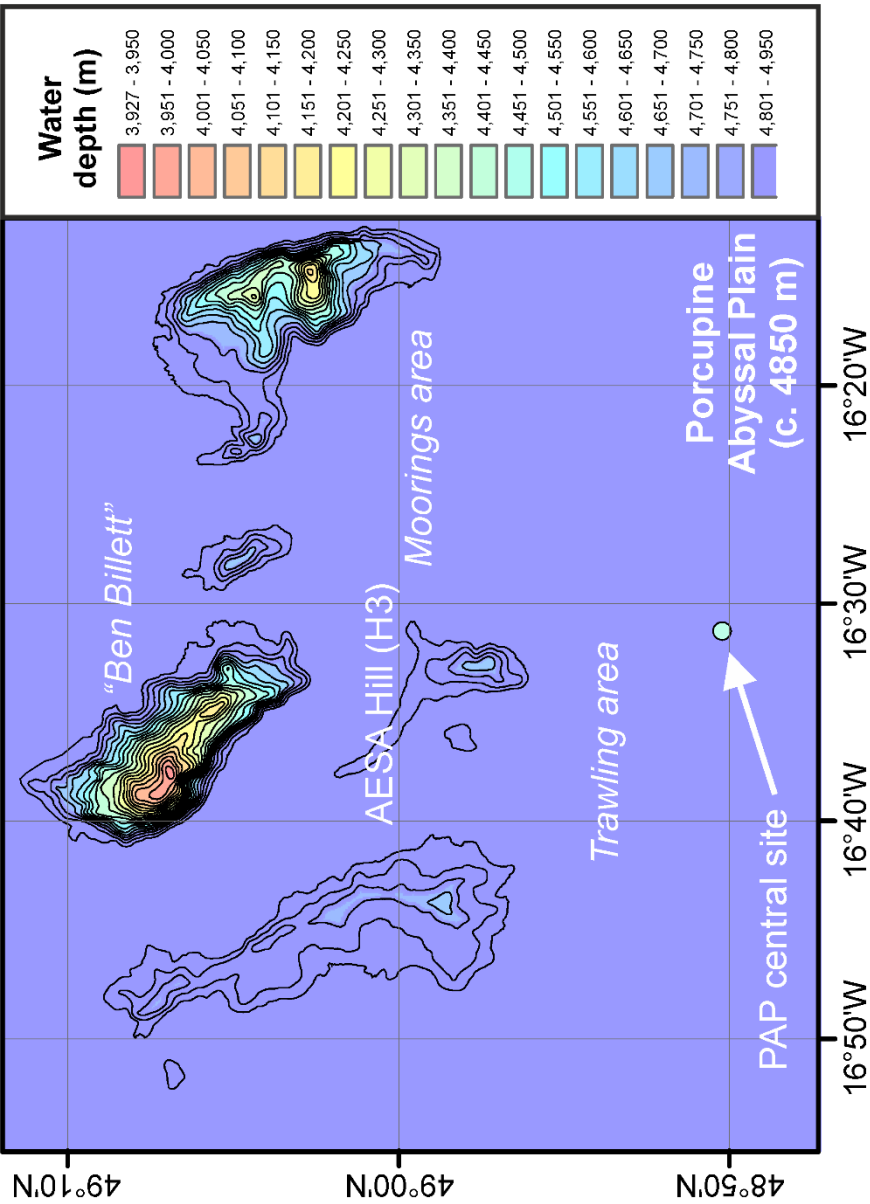 Water
depth (m)
3,927 - 3,950
3,951 - 4,000
4,001 - 4,050
4,051 - 4,100
4,101 - 4,150
4,151 - 4,200
4,201 - 4,250
4,251 - 4,300
4,301 - 4,350
4,351 - 4,400
4,401 - 4,450
4,451 - 4,500
4,501 - 4,550
4,551 - 4,600
4,601 - 4,650
4,651 - 4,700
4,701 - 4,750
4,751 - 4,800
4,801 - 4,950
“Ben Billett”
AESA Hill (H3)
Moorings area
Trawling area
Porcupine
Abyssal Plain
(c. 4850 m)
PAP central site
49°10'N
49°00'N
48°50'N
16°50'W
16°40'W
16°30'W
16°20'W